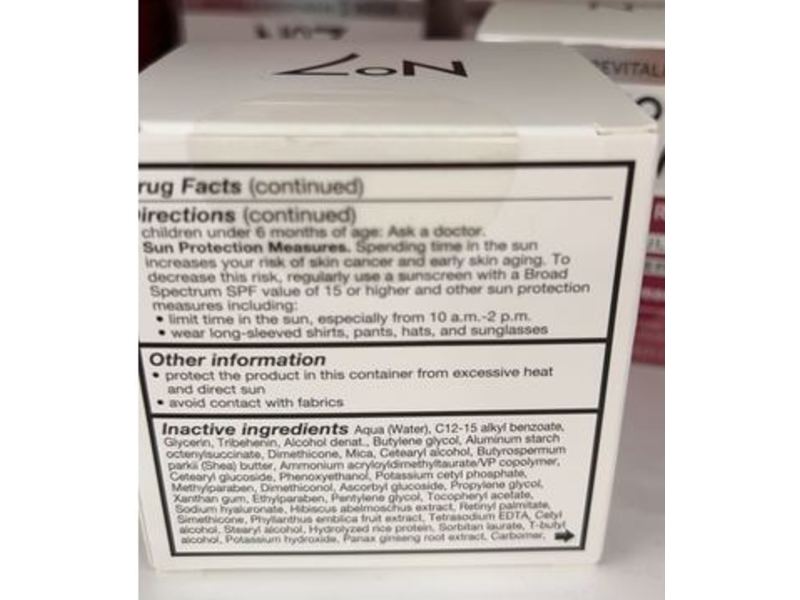 No7
rug Facts (continued)
irections (continued)
children under 6 months of age: Ask a doctor.
Sun Protection Measures. Spending time in the sun
increases your risk of skin cancer and early skin aging. To
decrease this risk, regularly use a sunscreen with a Broad
Spectrum SPF value of 15 or higher and other sun protection
measures including:
• limit time in the sun, especially from 10 a.m.-2 p.m.
• wear long-sleeved shirts, pants, hats, and sunglasses
Other information
• protect the product in this container from excessive heat
and direct sun
• avoid contact with fabrics
Inactive ingredients Aqua (Water), C12-15 alkyl benzoate,
Glycerin, Tribehenin, Alcohol denat., Butylene glycol, Aluminum starch
octenylsuccinate, Dimethicone, Mica, Cetearyl alcohol, Butyrospermum
parkii (Shea) butter, Ammonium acryloyldimethyltaurate/VP copolymer,
Cetearyl glucoside, Phenoxyethanol, Potassium cetyl phosphate,
Methylparaben, Dimethiconol, Ascorbyl glucoside, Propylene glycol,
Xanthan gum, Ethylparaben, Pentylene glycol, Tocopheryl acetate,
Sodium hyaluronate, Hibiscus abelmoschus extract, Retinyl palmitate,
Simethicone, Phyllanthus emblica fruit extract, Tetrasodium EDTA, Cetyl
alcohol, Stearyl alcohol, Hydrolyzed rice protein, Sorbitan laurate, T-butyl
alcohol, Potassium hydroxide, Panax ginseng root extract, Carbomer,
EVITAL